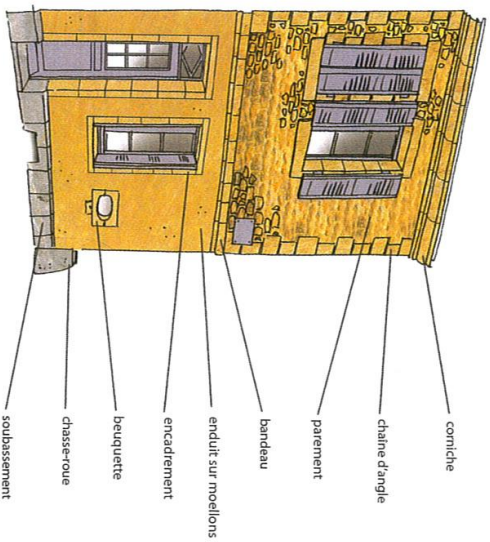 corniche
chaîne d'angle
parement
bandeau
enduit sur moellons
encadrement
beuquette
chasse-roue
soubassement